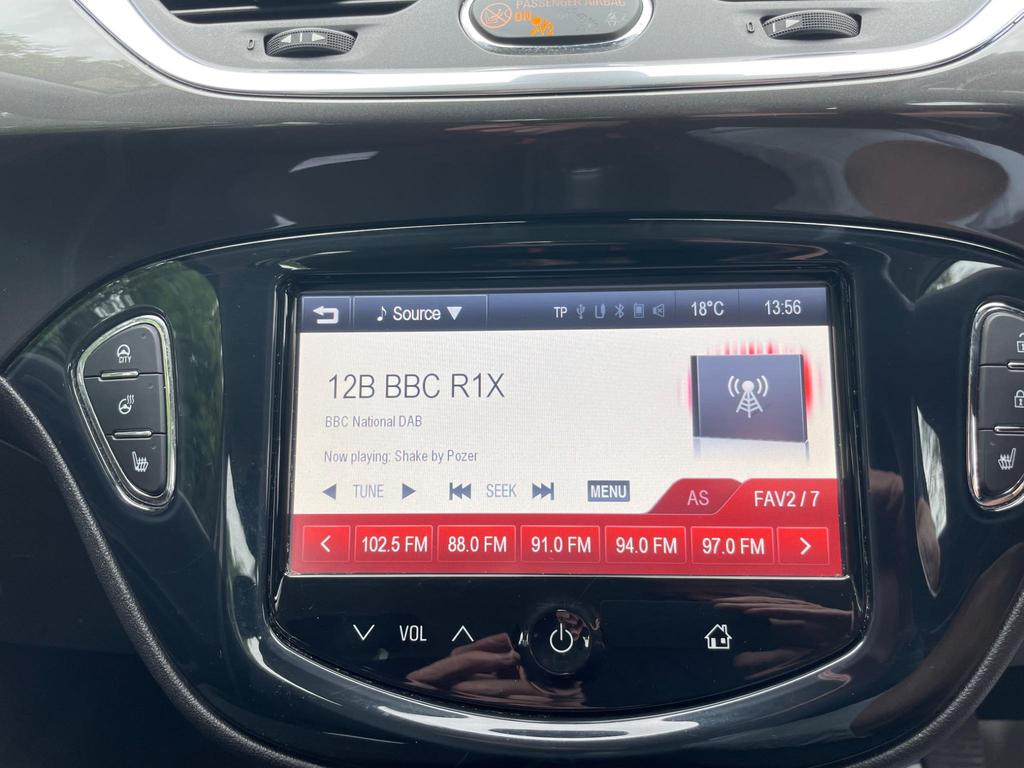 PASSENGER AIRBAG
ON
0
0
Source TP 18°C 13:56
CITY
12B BBC R1X
BBC National DAB
Now playing: Shake by Pozer
TUNE SEEK MENU AS FAV2 / 7
102.5 FM 88.0 FM 91.0 FM 94.0 FM 97.0 FM
VOL